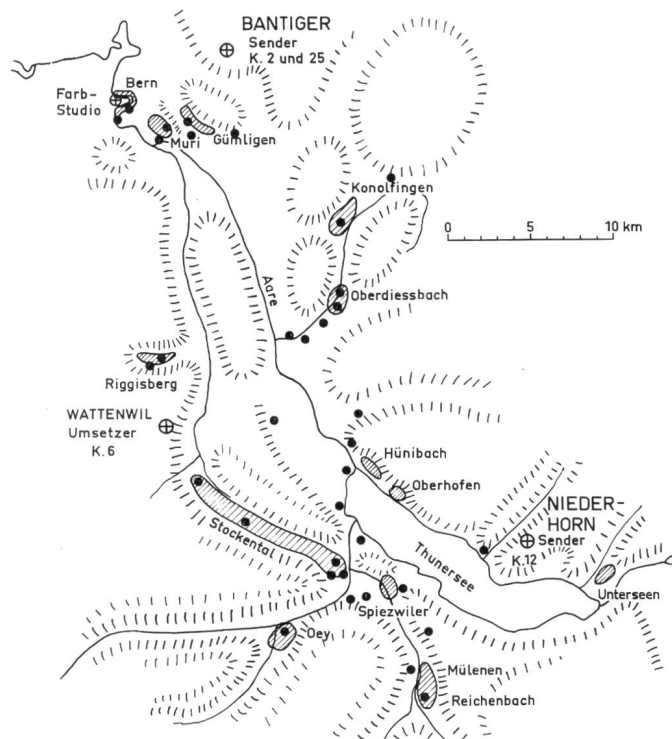 BANTIGER
Sender
K. 2 und 25
Bern
Farb-
Studio
Muri
Gümligen
Konolfingen
0 5 10 km
Aare
Oberdiessbach
Riggisberg
WATTENWIL
Umsetzer
K. 6
Hünibach
Oberhofen
NIEDER-
HORN
Sender
K.12
Stockental
Thunersee
Unterseen
Spiezwiler
Oey
Mülenen
Reichenbach